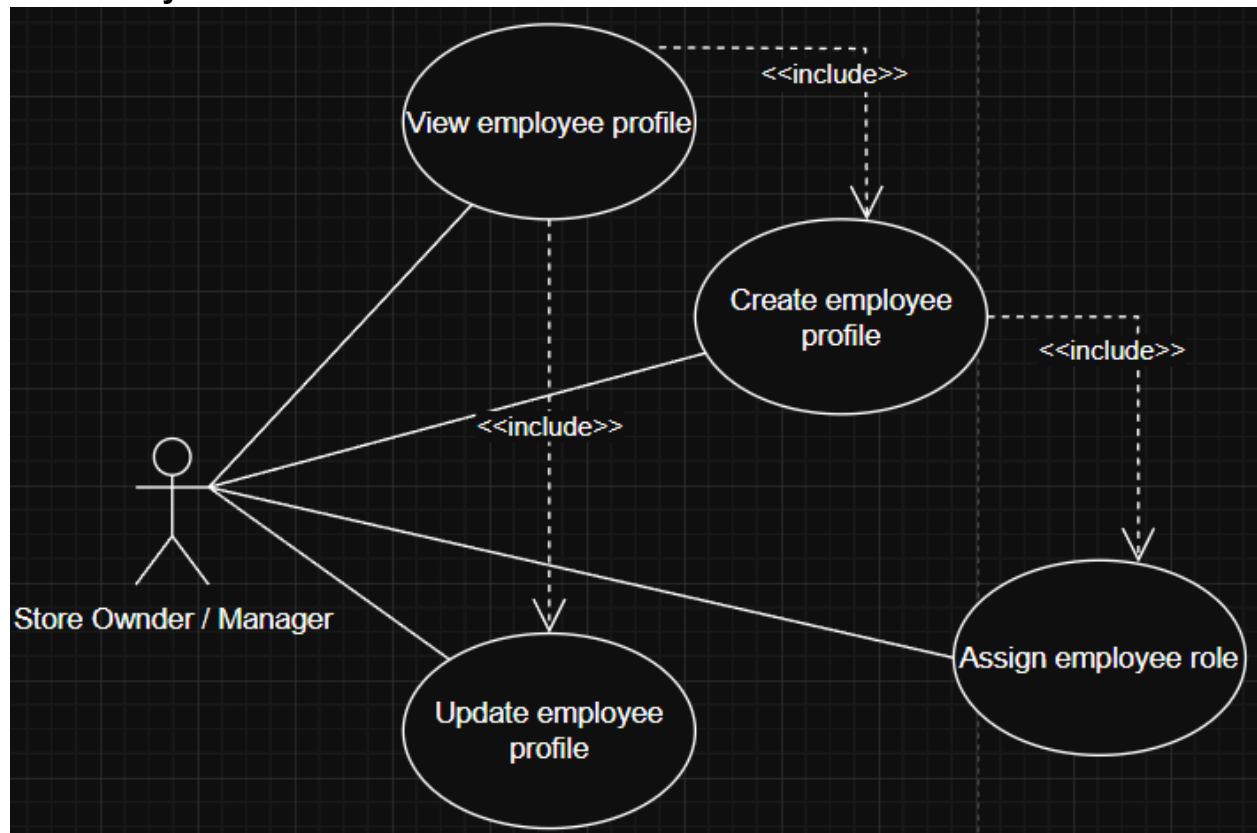 View employee profile
<<include>>
Create employee
profile
<<include>>
<<include>>
Store Ownder / Manager
Assign employee role
Update employee
profile